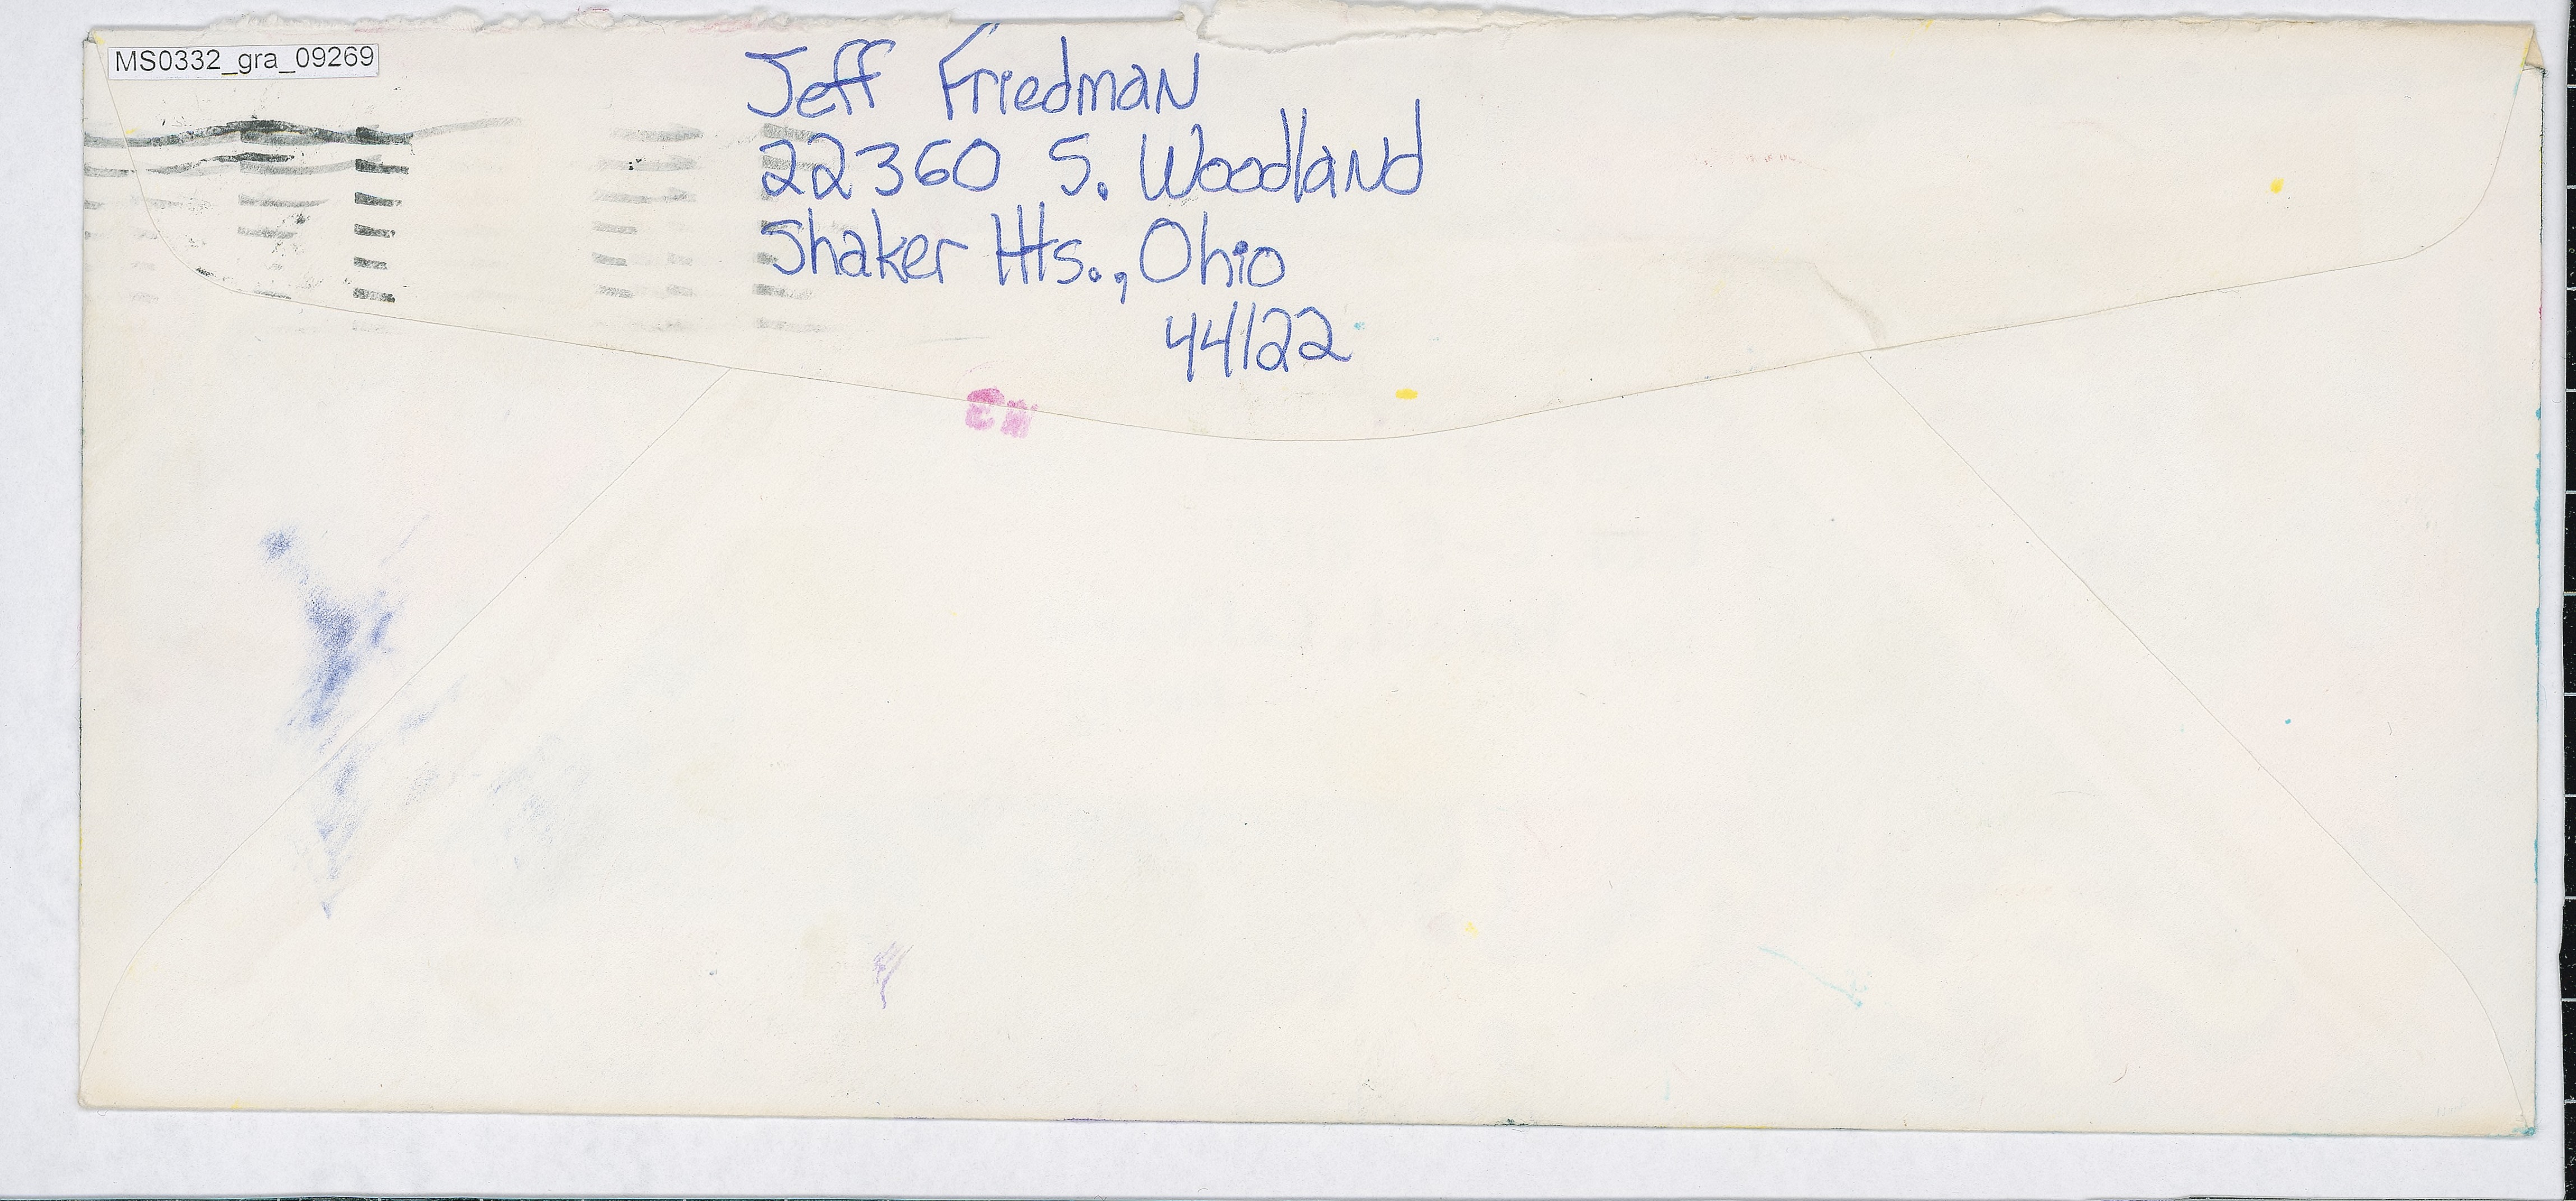 MS0332_gra_09269
Jeff Friedman
22360 S. Woodland
Shaker Hts., Ohio
44122